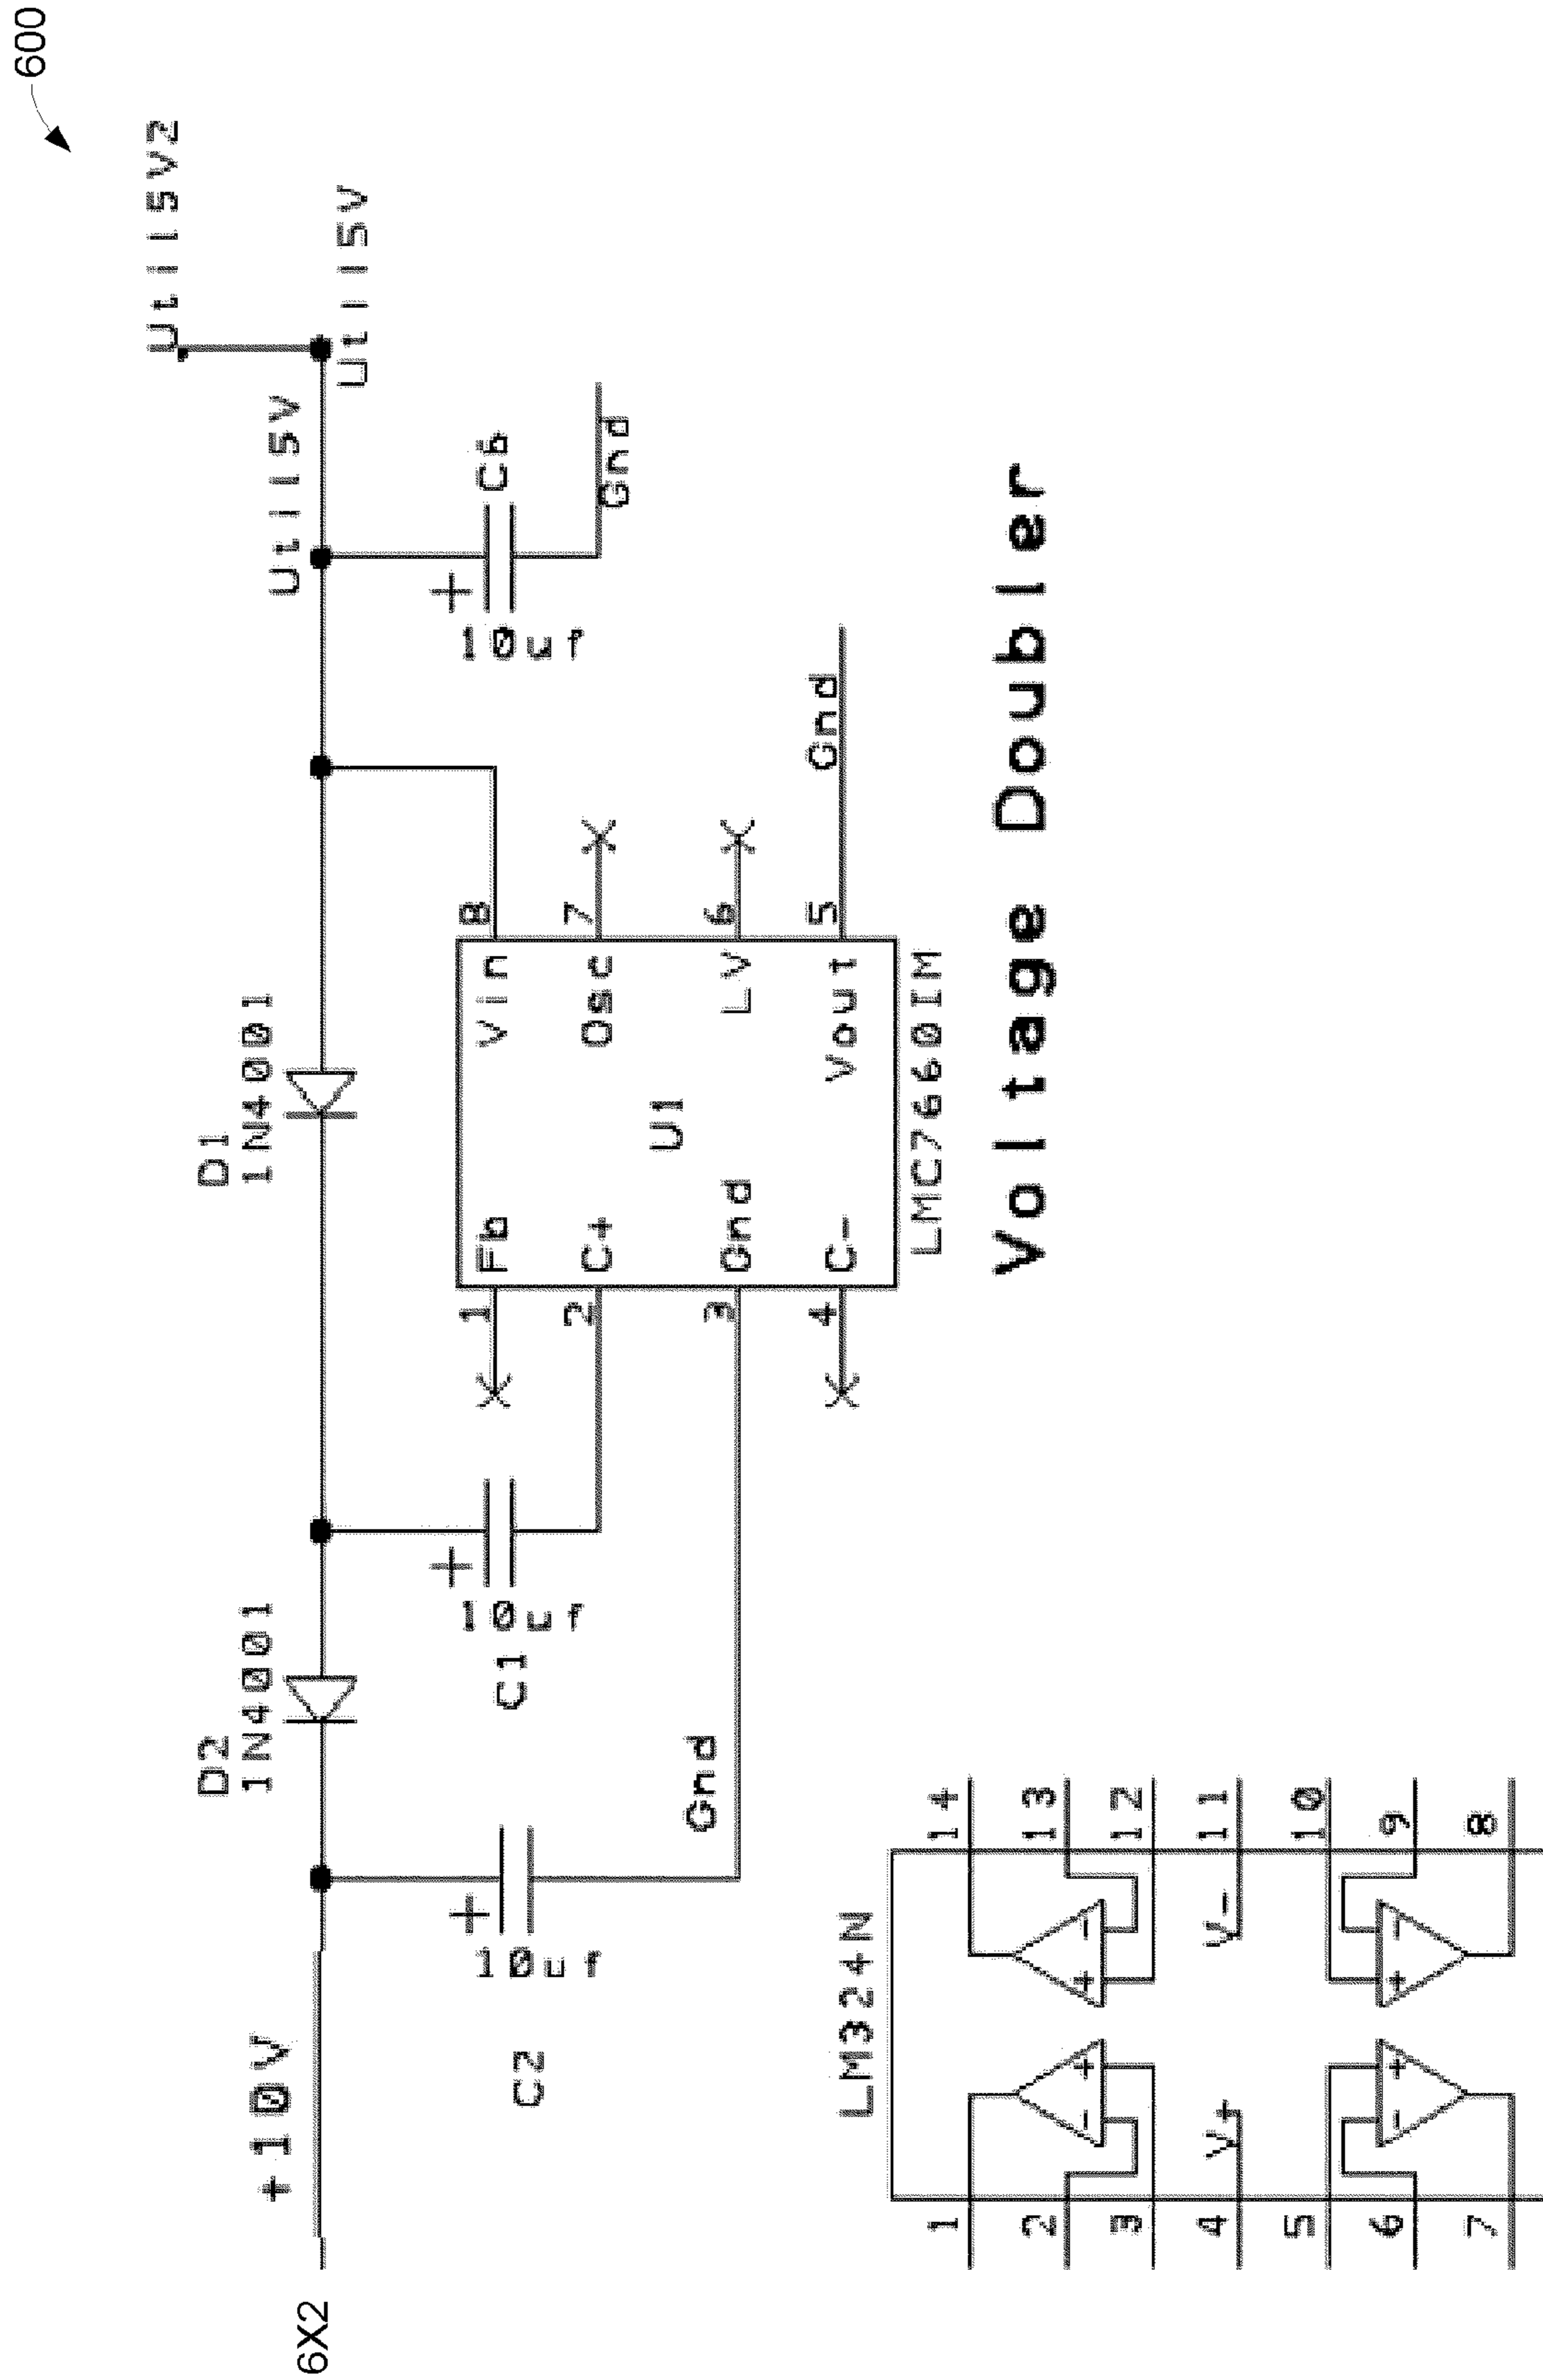 600
Util5V2
Util5V
Util5V
D1
1N4001
D2
1N4001
+10V
6X2
C6
+
10uf
Gnd
+
10uf
C1
+
10uf
C2
Gnd
Gnd
8
7
6
5
Vin
Osc
LV
Vout
U1
Fb
C+
Gnd
C-
1
2
3
4
X
X
X
X
LMC7660IM
Voltage Doubler
LM324N
14
13
12
11
10
9
8
- + V- - +
+ - V+ + -
1
2
3
4
5
6
7